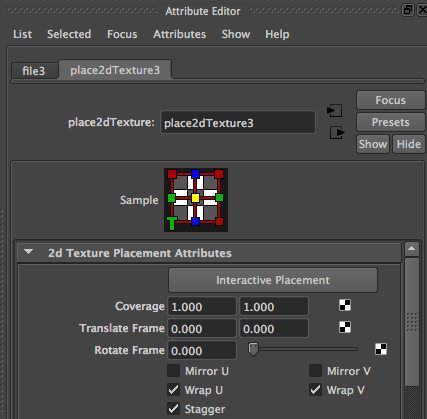 Attribute Editor
List Selected Focus Attributes Show Help
file3 place2dTexture3
Focus
place2dTexture: place2dTexture3
Presets
Show Hide
Sample
2d Texture Placement Attributes
Interactive Placement
Coverage 1.000 1.000
Translate Frame 0.000 0.000
Rotate Frame 0.000
Mirror U Mirror V
Wrap U Wrap V
Stagger